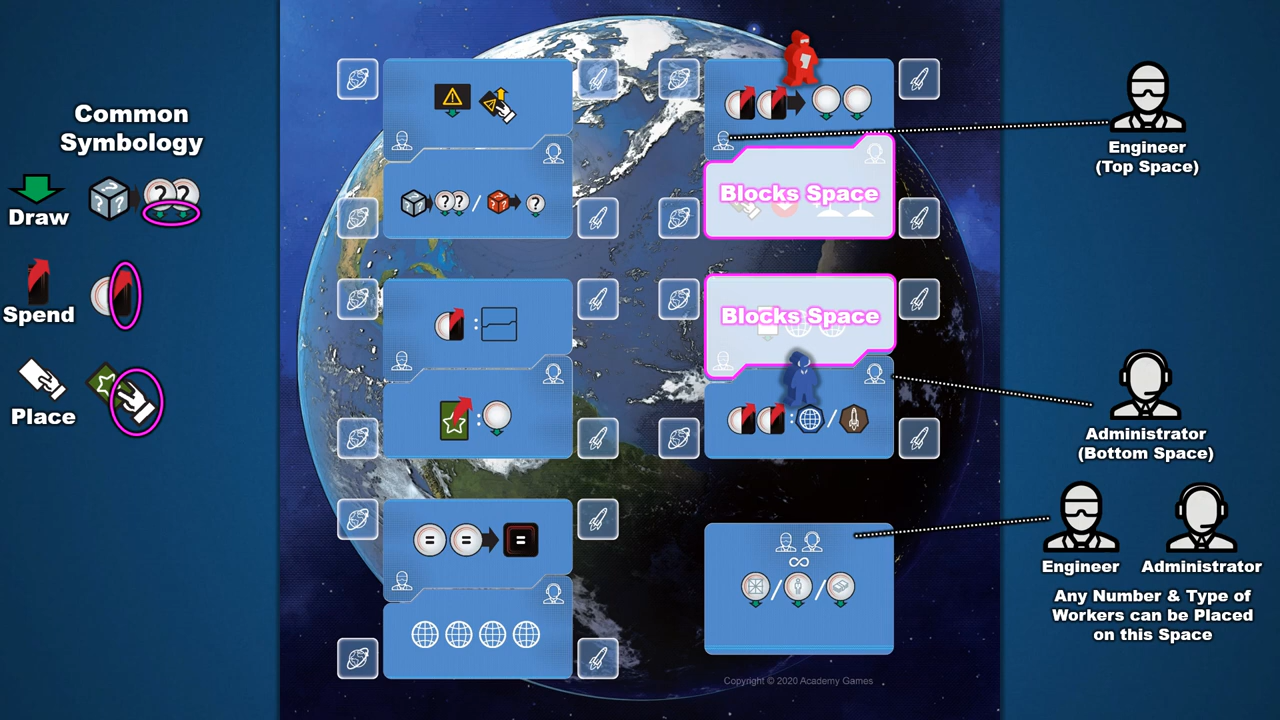 Common
Symbology
Draw
Spend
Place
Blocks Space
Blocks Space
Engineer
(Top Space)
Administrator
(Bottom Space)
Engineer
Administrator
Any Number & Type of
Workers can be Placed
on this Space
Copyright © 2020 Academy Games